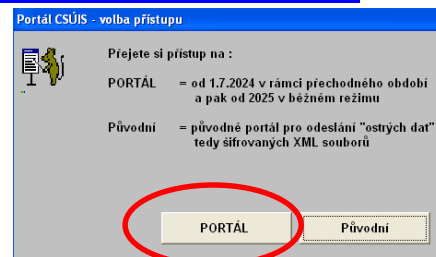 Portál CSÚIS - volba přístupu
Přejete si přístup na :
PORTÁL = od 1.7.2024 v rámci přechodného období
a pak od 2025 v běžném režimu
Původní = původné portál pro odeslání "ostrých dat"
tedy šifrovaných XML souborů
PORTÁL Původní